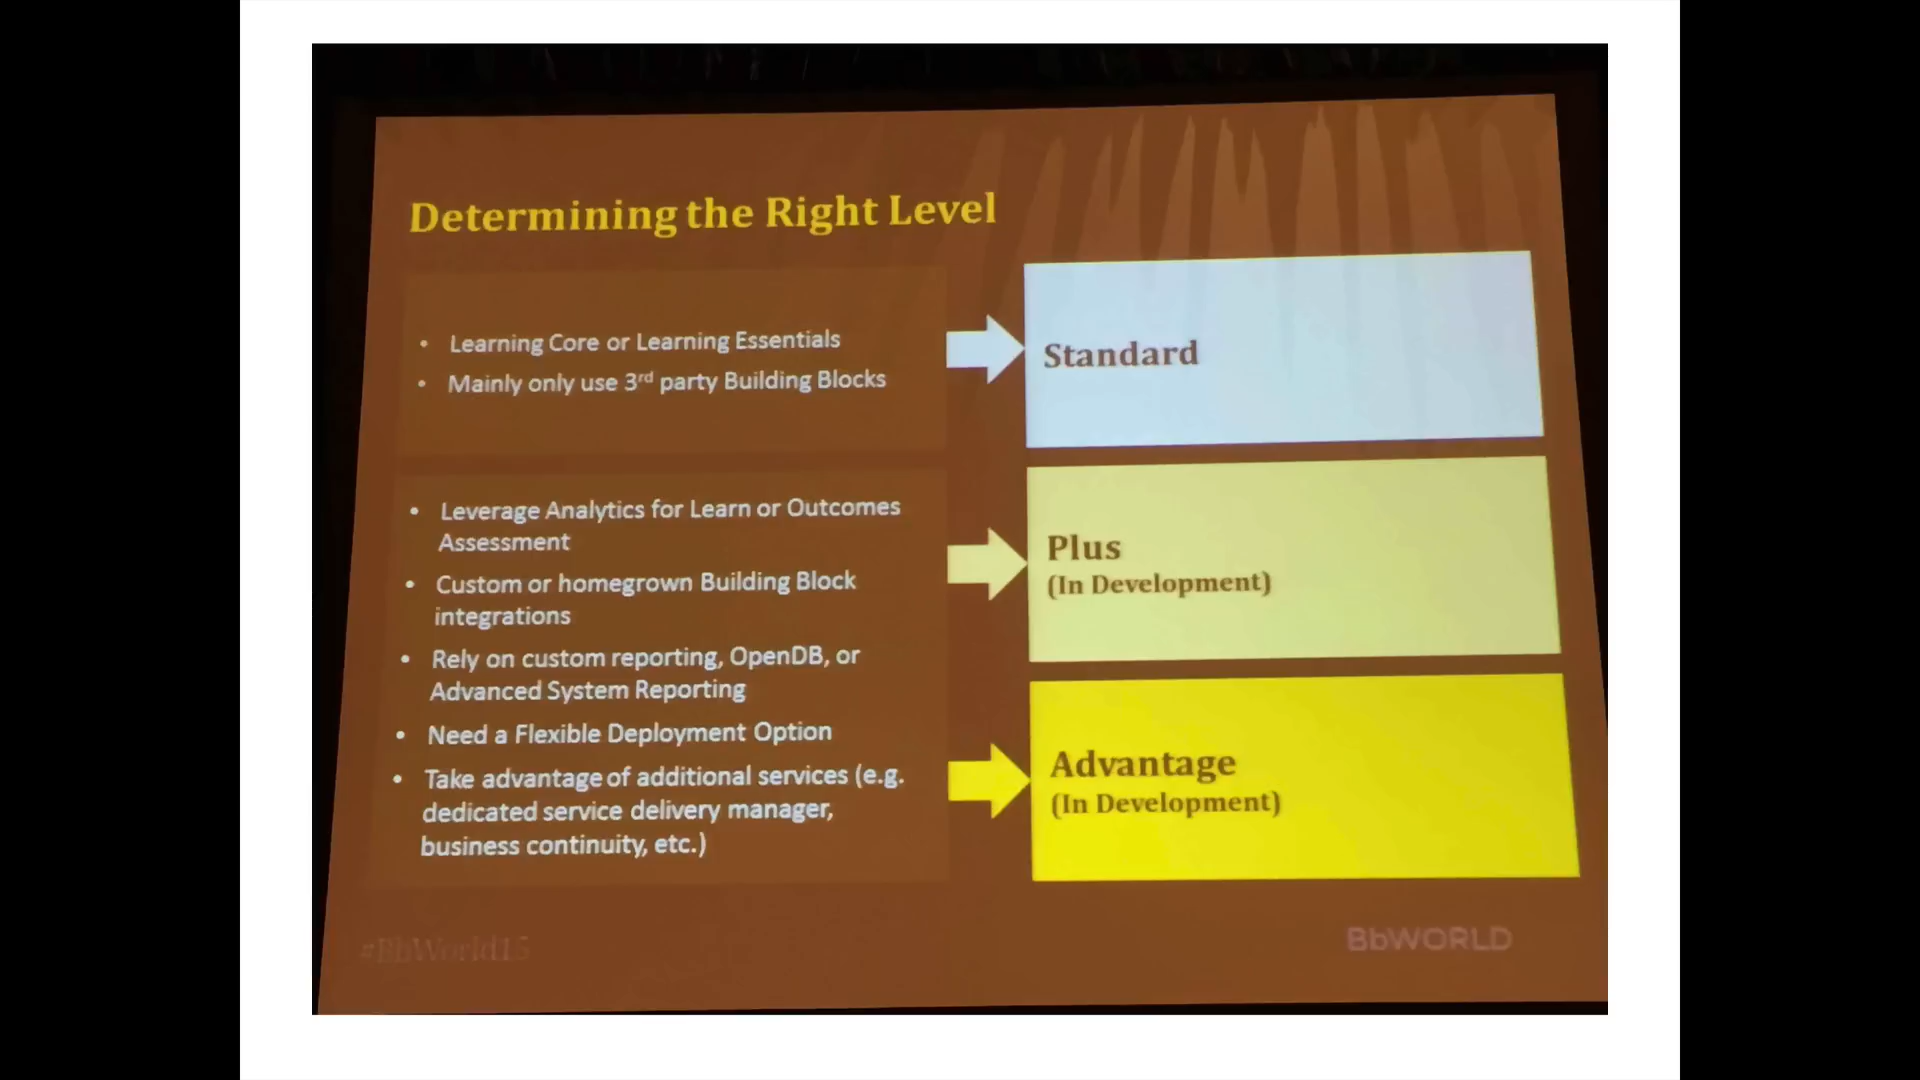 Determining the Right Level
• Learning Core or Learning Essentials
• Mainly only use 3rd party Building Blocks
Standard
• Leverage Analytics for Learn or Outcomes
Assessment
• Custom or homegrown Building Block
integrations
• Rely on custom reporting, OpenDB, or
Advanced System Reporting
• Need a Flexible Deployment Option
• Take advantage of additional services (e.g.
dedicated service delivery manager,
business continuity, etc.)
Plus
(In Development)
Advantage
(In Development)
#BbWorld15
BbWORLD